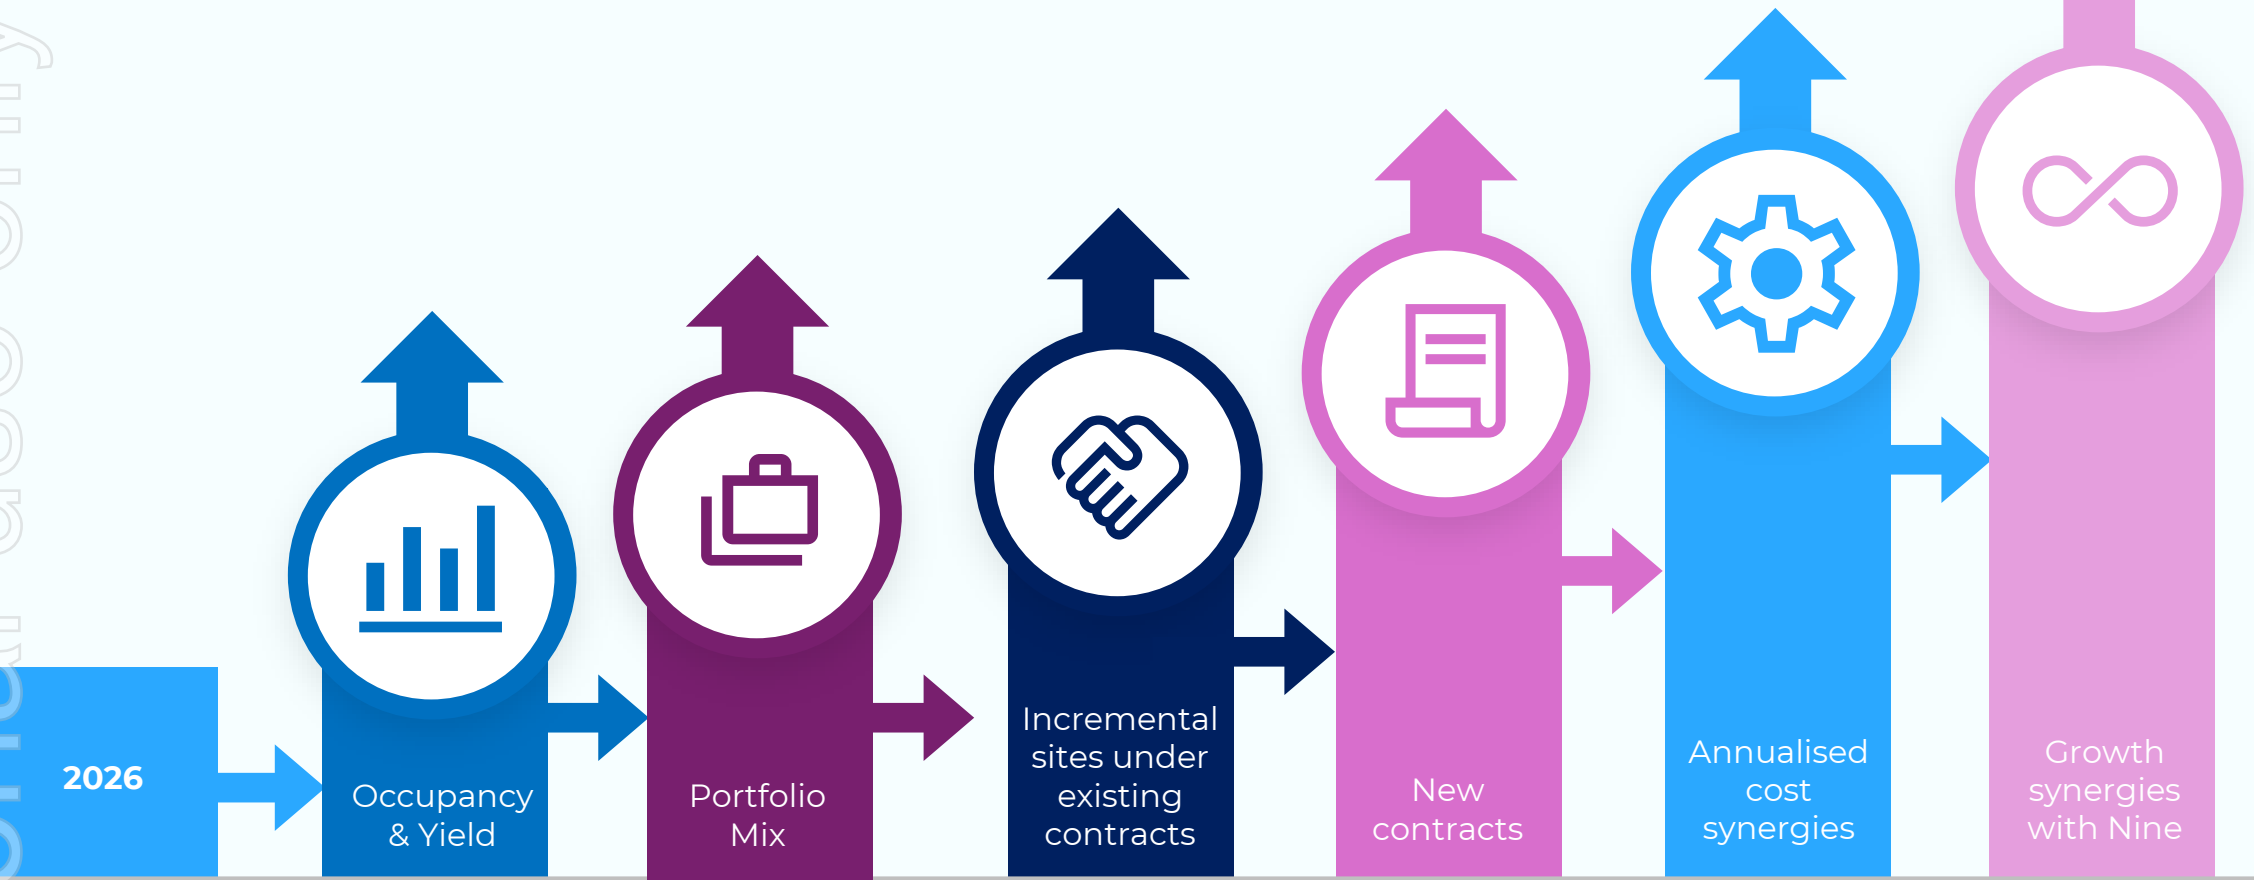 2026
Occupancy
& Yield
Portfolio
Mix
Incremental
sites under
existing
contracts
New
contracts
Annualised
cost
synergies
Growth
synergies
with Nine